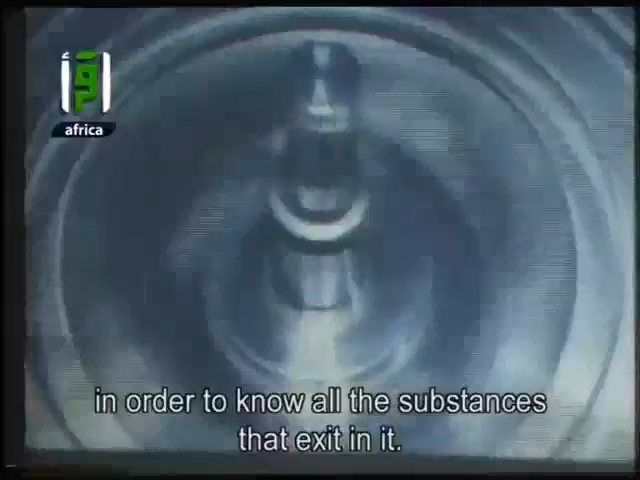 اقرأ
africa
in order to know all the substances
that exit in it.